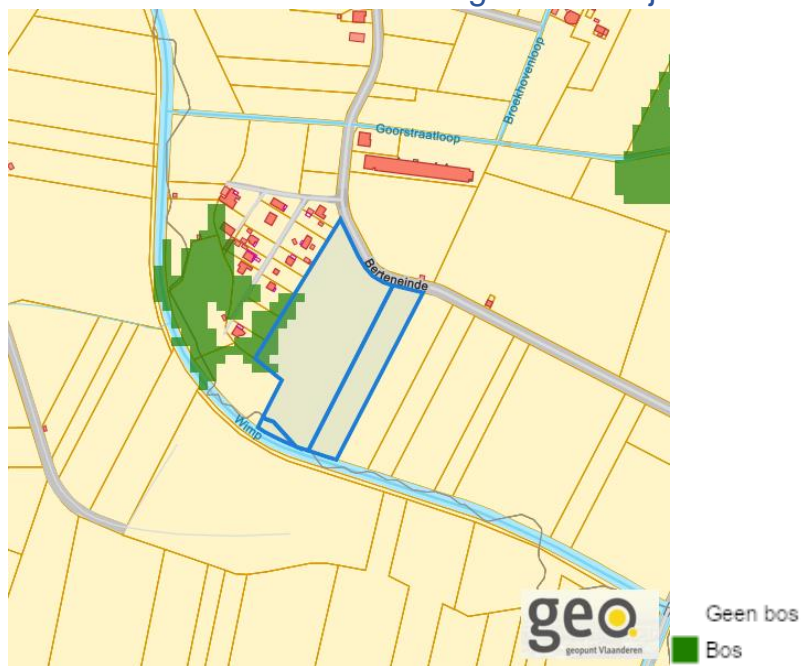 Broekhovenloop
Goorstraatloop
Berteneinde
Wimp
geo
geopunt Vlaanderen
Geen bos
Bos